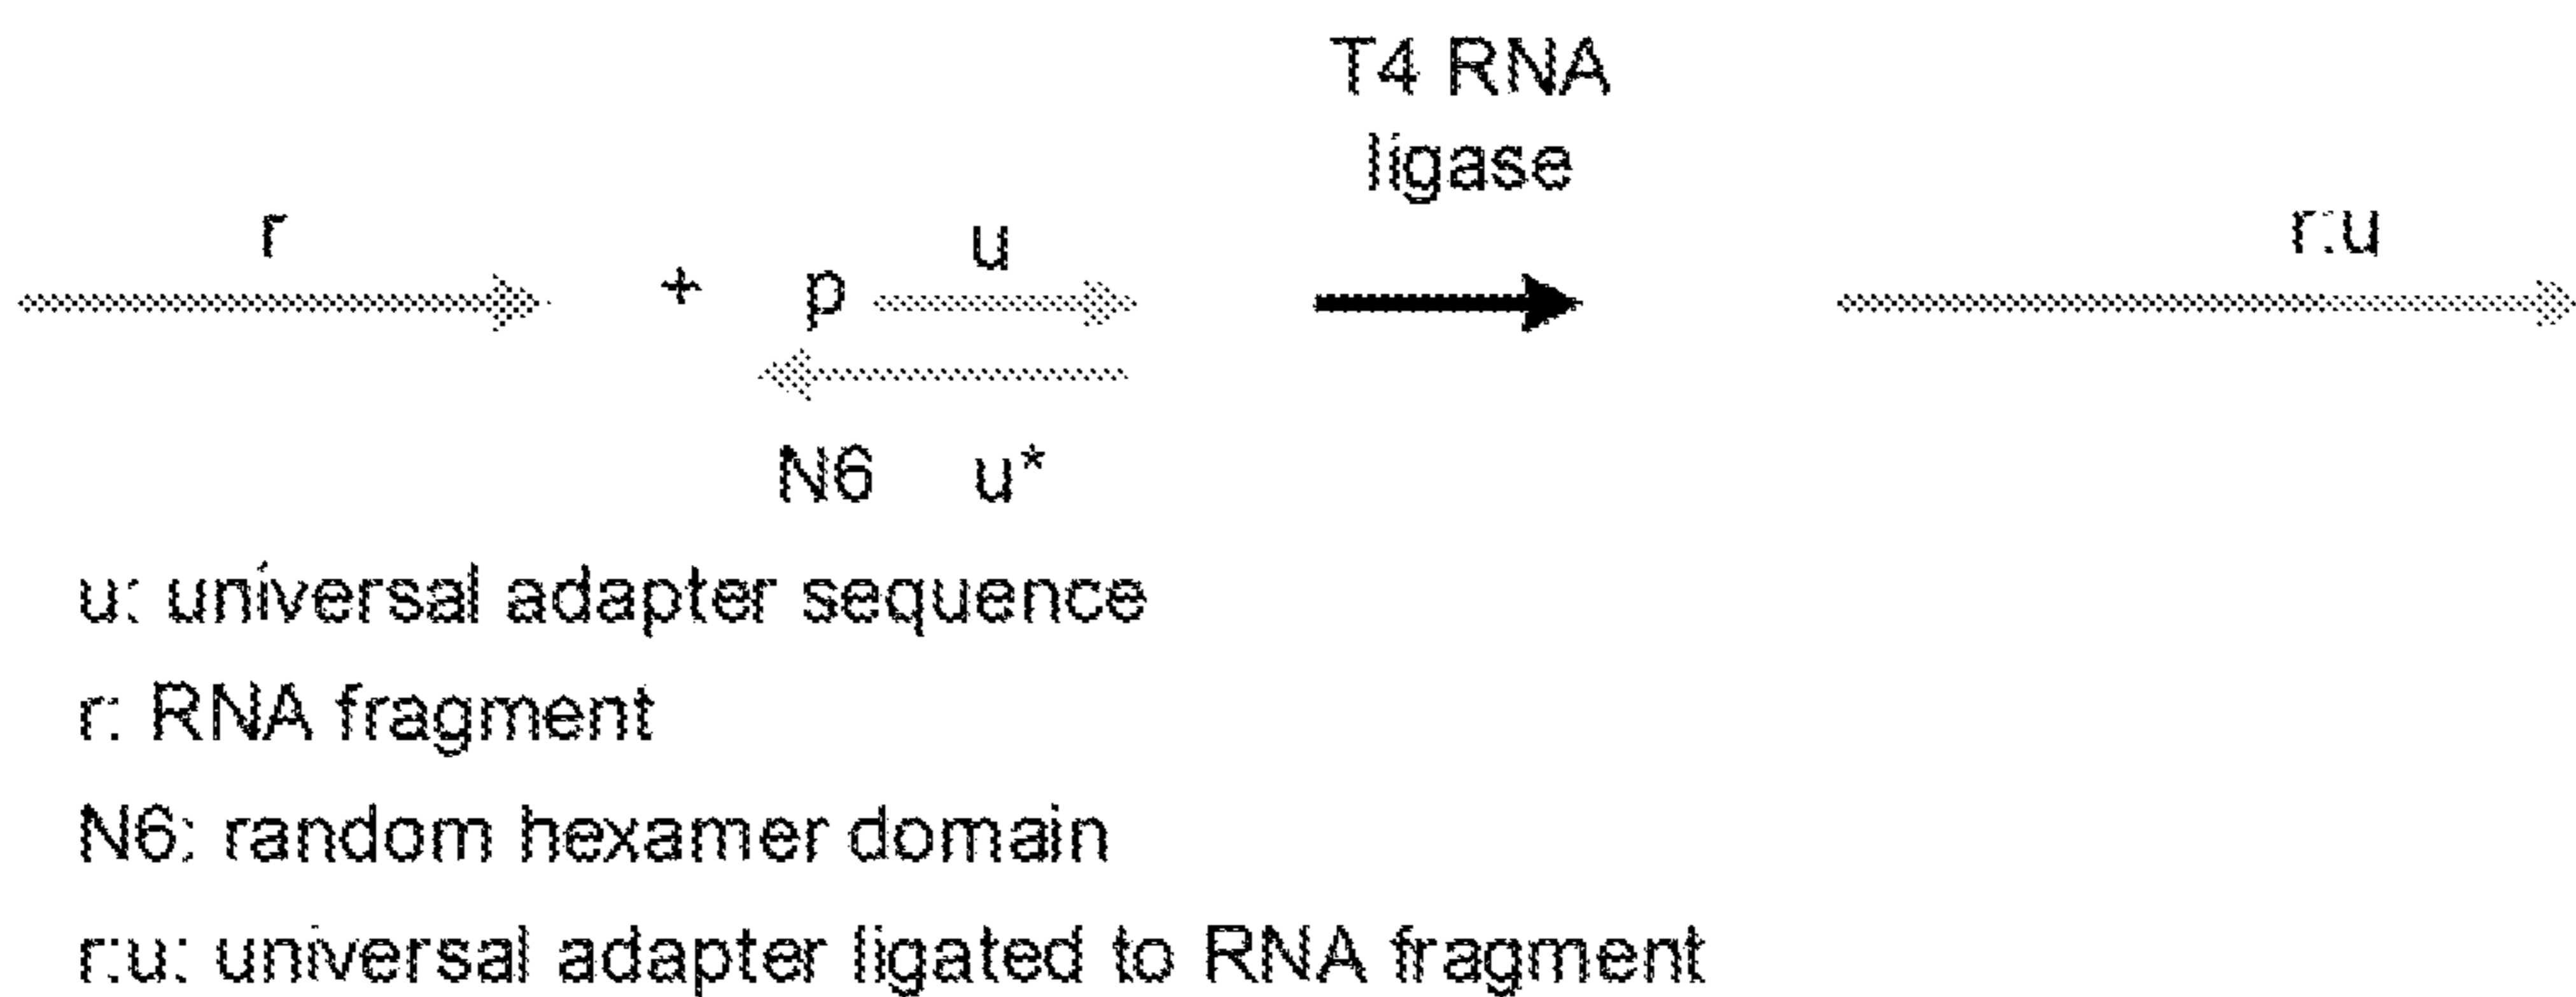 T4 RNA
ligase
r
+ p u
r:u
N6 u*
u: universal adapter sequence
r: RNA fragment
N6: random hexamer domain
r:u: universal adapter ligated to RNA fragment